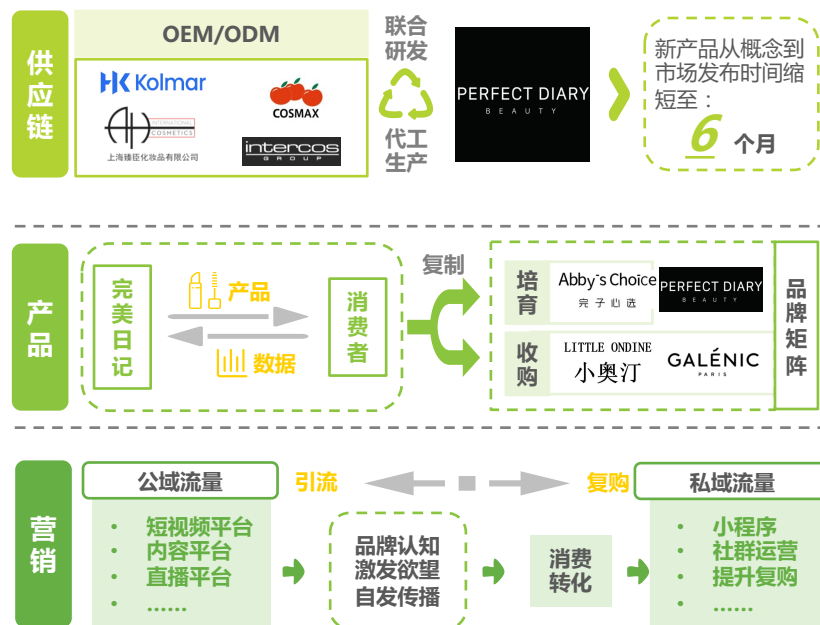 供应链
OEM/ODM
Kolmar
COSMAX
INTERNATIONAL
COSMETICS
上海臻臣化妆品有限公司
intercos
GROUP
联合
研发
代工
生产
PERFECT DIARY
BEAUTY
新产品从概念到
市场发布时间缩
短至：
6 个月
产品
完美日记
产品
数据
消费者
复制
培育
Abby's Choice
完子心选
PERFECT DIARY
BEAUTY
收购
LITTLE ONDINE
小奥汀
GALÉNIC
PARIS
品牌矩阵
营销
公域流量
• 短视频平台
• 内容平台
• 直播平台
• ......
引流
复购
品牌认知
激发欲望
自发传播
消费
转化
私域流量
• 小程序
• 社群运营
• 提升复购
• ......